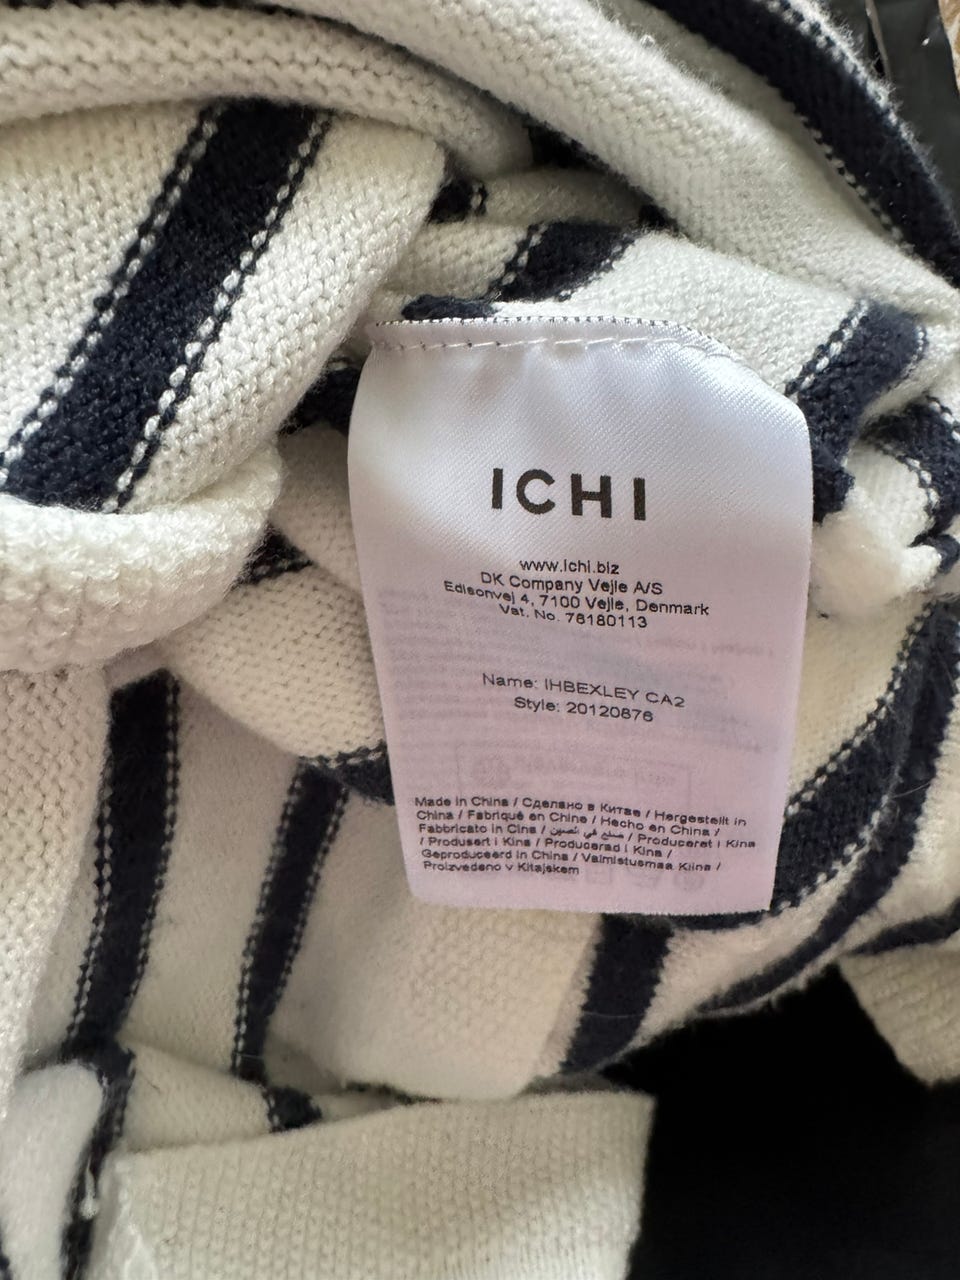 ICHI
www.ichi.biz
DK Company Vejle A/S
Edisonvej 4, 7100 Vejle, Denmark
Vat. No. 76180113
Name: IHBEXLEY CA2
Style: 20120876
Made in China / Сделано в Китае / Hergestellt in
China / Fabriqué en Chine / Hecho en China /
Fabbricato in Cina / صنع في الصين / Produceret i Kina
/ Produsert i Kina / Producerad i Kina /
Geproduceerd in China / Valmistusmaa Kiina /
Proizvedeno v Kitajskem